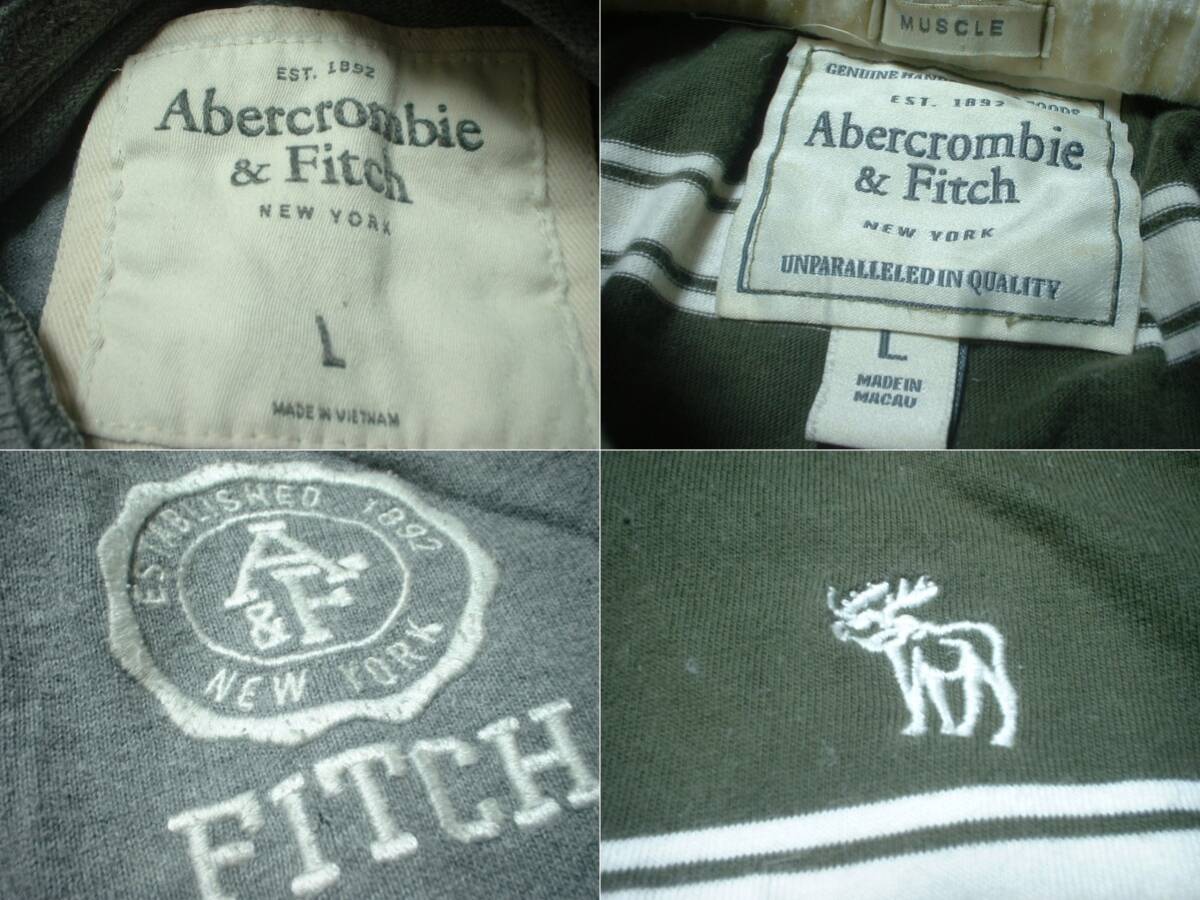 EST. 1892
Abercrombie
& Fitch
NEW YORK
L
MADE IN VIETNAM
MUSCLE
GENUINE
EST. 1892 GOODS
Abercrombie
& Fitch
NEW YORK
UNPARALLELED IN QUALITY
L
MADE IN
MACAU
ESTABLISHED 1892
A&F
NEW YORK
FITCH